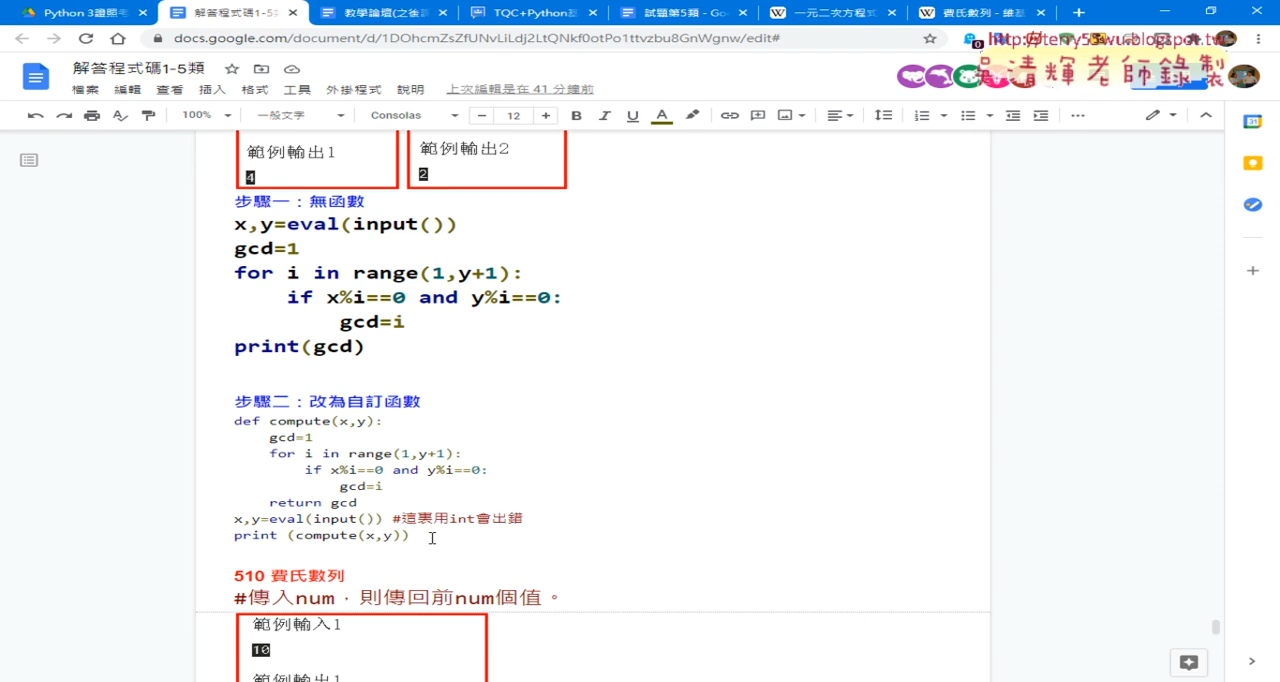 Python 3證照
解答程式碼1-5
教學論壇(之後
TQC+Python
試題第5類 - Go
一元二次方程式
費氏數列 - 維基
docs.google.com/document/d/1DOhcmZsZfUNvLiLdj2LtQNkf0otPo1ttvzbu8GnWgnw/edit#
http://terry55wu.blogspot.tw
解答程式碼1-5類
吳清輝老師錄製
檔案 編輯 查看 插入 格式 工具 外掛程式 說明 上次編輯是在 41 分鐘前
100% 一般文字 Consolas 12
範例輸出1
範例輸出2
4
2
步驟一：無函數
x,y=eval(input())
gcd=1
for i in range(1,y+1):
if x%i==0 and y%i==0:
gcd=i
print(gcd)
步驟二：改為自訂函數
def compute(x,y):
gcd=1
for i in range(1,y+1):
if x%i==0 and y%i==0:
gcd=i
return gcd
x,y=eval(input()) #這裏用int會出錯
print (compute(x,y))
510 費氏數列
#傳入num，則傳回前num個值。
範例輸入1
10
範例輸出1